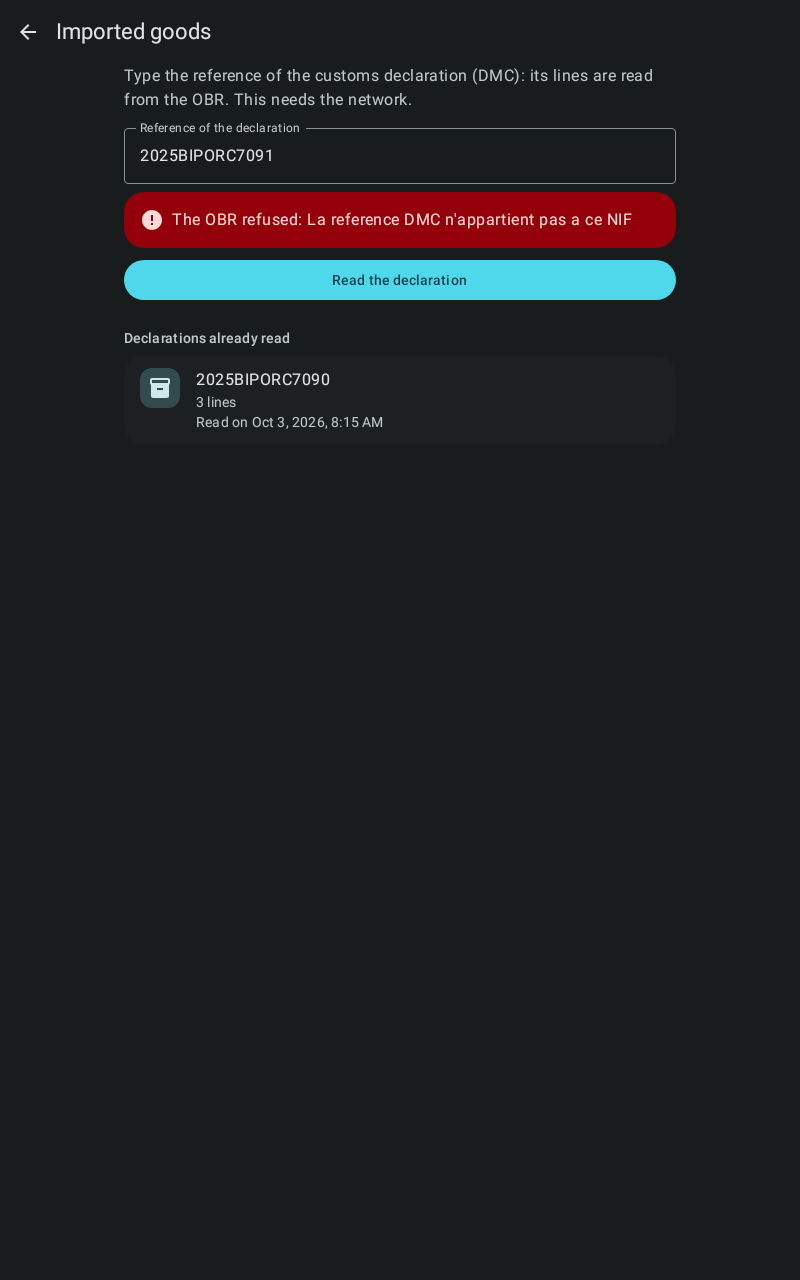 Imported goods
Type the reference of the customs declaration (DMC): its lines are read
from the OBR. This needs the network.
Reference of the declaration
2025BIPORC7091
The OBR refused: La reference DMC n'appartient pas a ce NIF
Read the declaration
Declarations already read
2025BIPORC7090
3 lines
Read on Oct 3, 2026, 8:15 AM